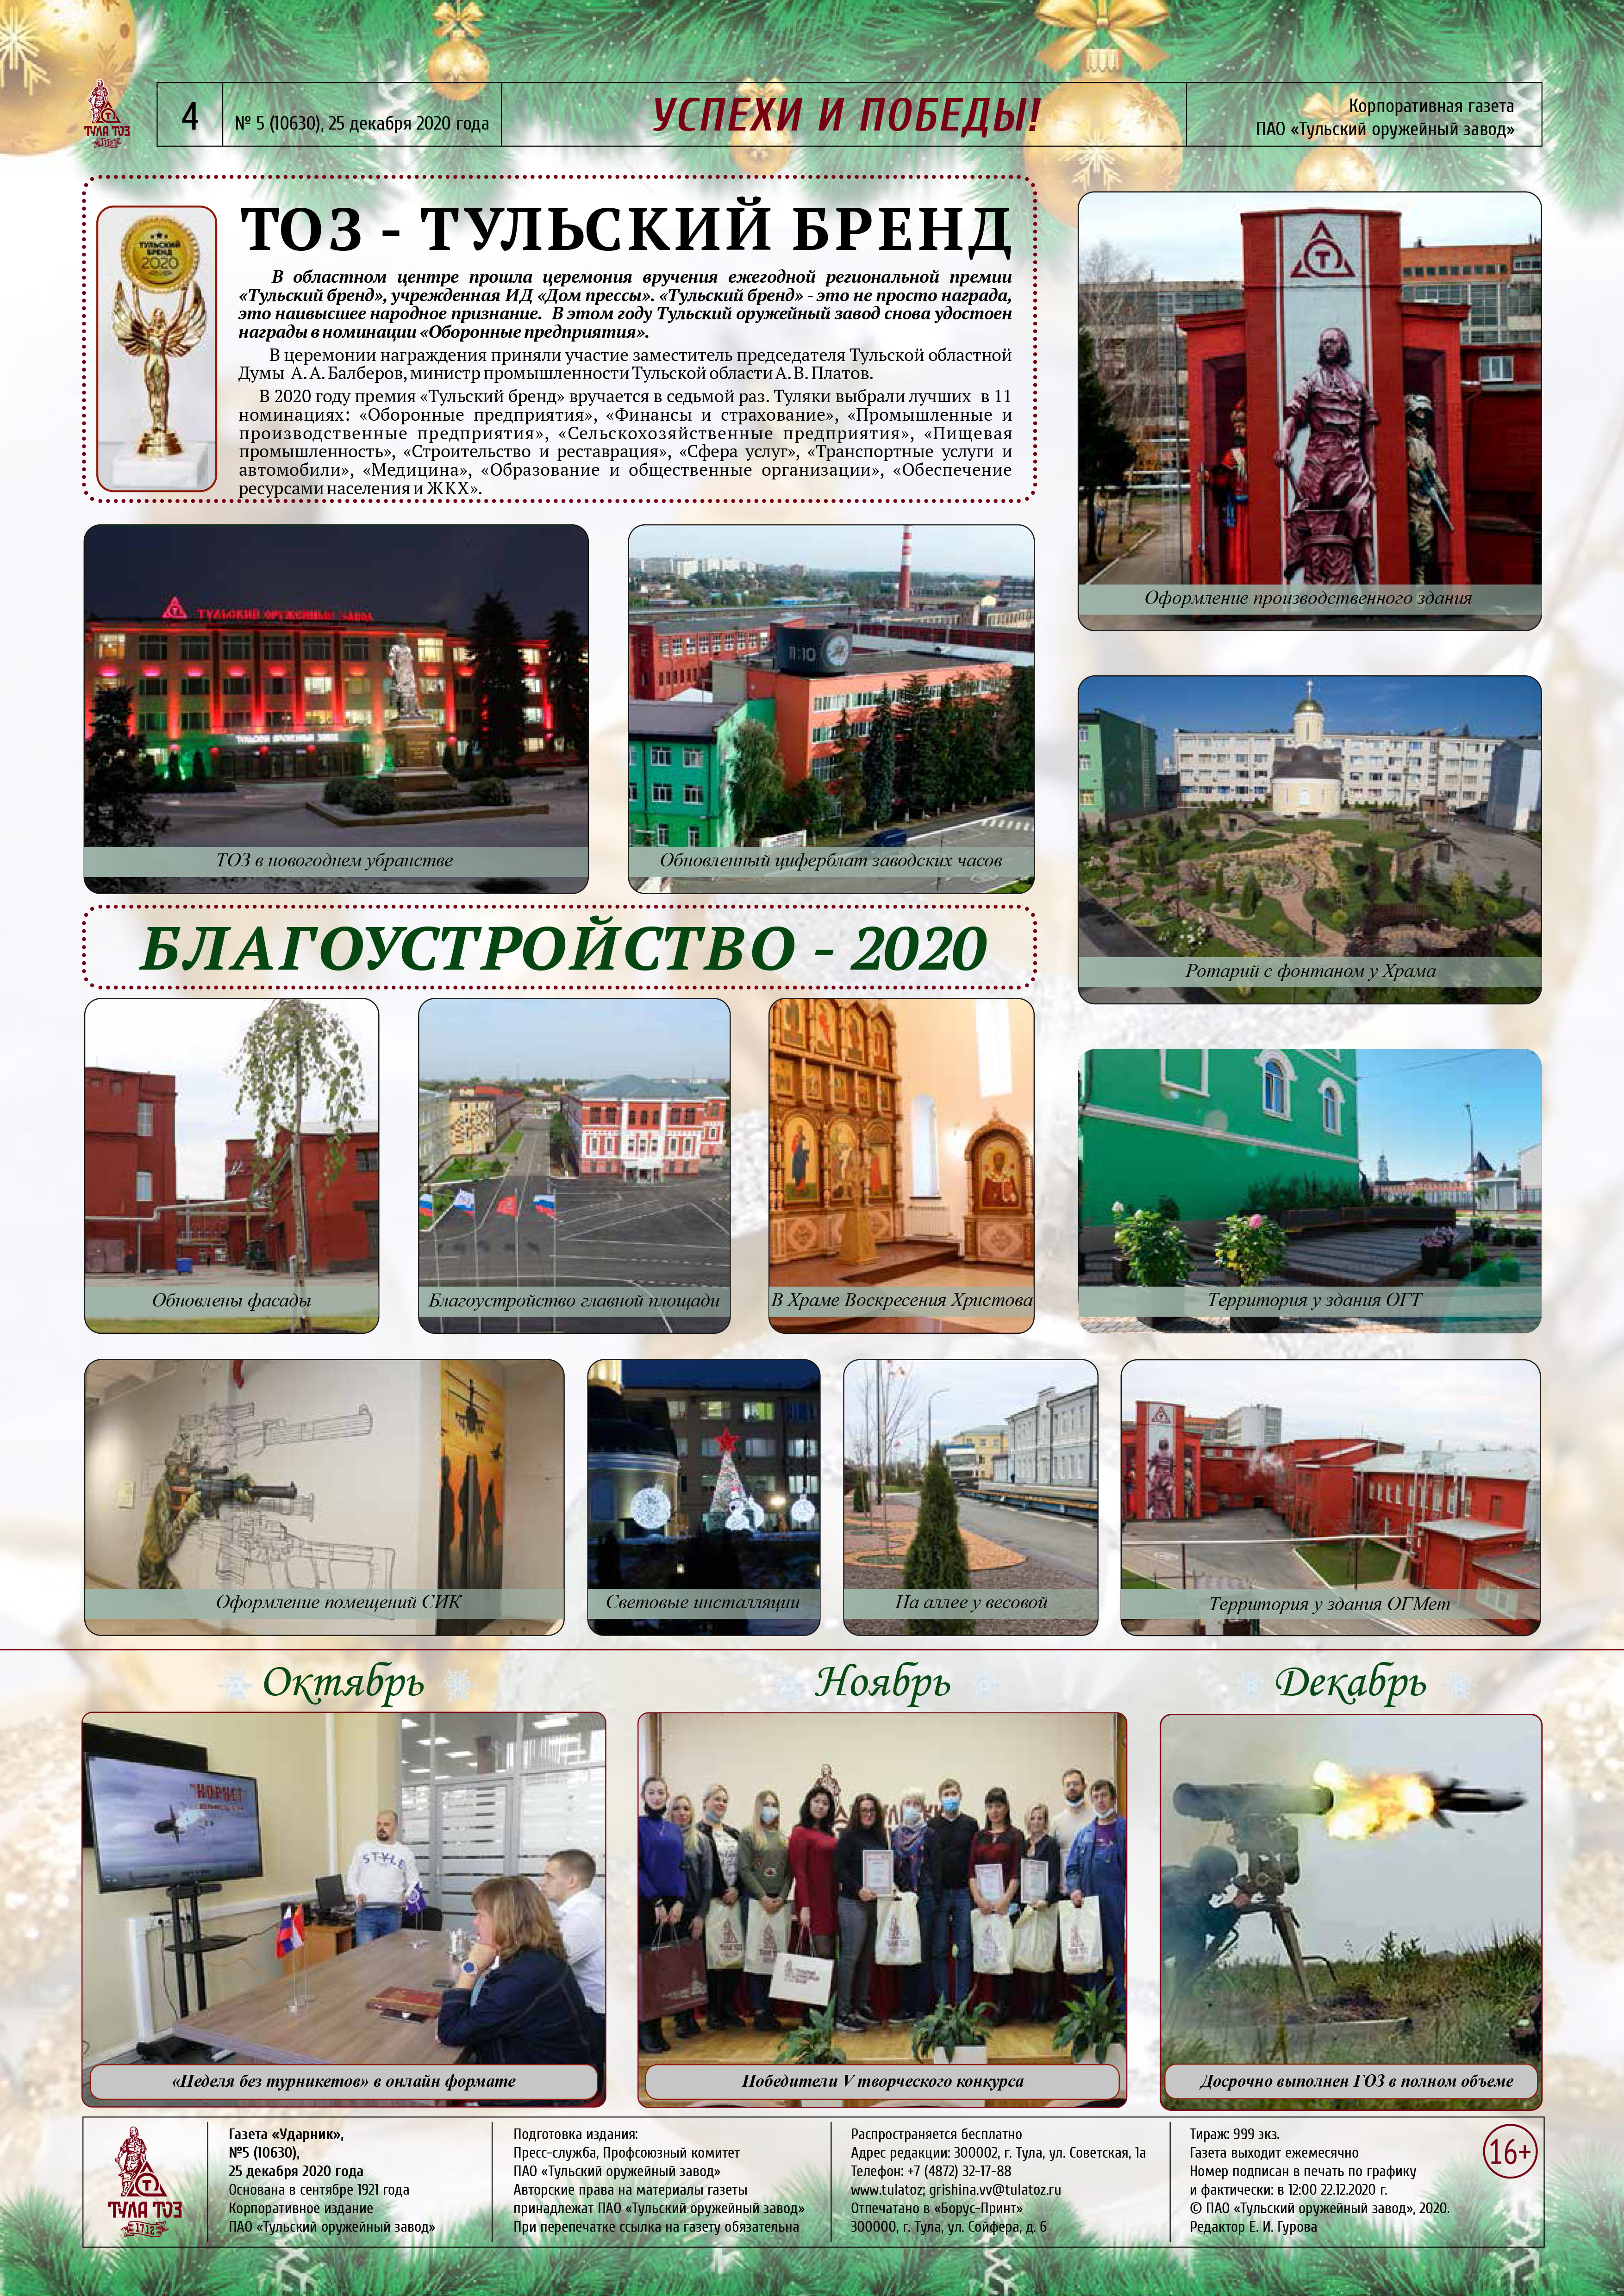 4
№ 5 (10630), 25 декабря 2020 года
УСПЕХИ И ПОБЕДЫ!
Корпоративная газета
ПАО «Тульский оружейный завод»
ТУЛА ТОЗ
1712
ТУЛЬСКИЙ
БРЕНД
2020
ТОЗ - ТУЛЬСКИЙ БРЕНД
В областном центре прошла церемония вручения ежегодной региональной премии
«Тульский бренд», учрежденная ИД «Дом прессы». «Тульский бренд» - это не просто награда,
это наивысшее народное признание. В этом году Тульский оружейный завод снова удостоен
награды в номинации «Оборонные предприятия».
В церемонии награждения приняли участие заместитель председателя Тульской областной
Думы А. А. Балберов, министр промышленности Тульской области А. В. Платов.
В 2020 году премия «Тульский бренд» вручается в седьмой раз. Туляки выбрали лучших в 11
номинациях: «Оборонные предприятия», «Финансы и страхование», «Промышленные и
производственные предприятия», «Сельскохозяйственные предприятия», «Пищевая
промышленность», «Строительство и реставрация», «Сфера услуг», «Транспортные услуги и
автомобили», «Медицина», «Образование и общественные организации», «Обеспечение
ресурсами населения и ЖКХ».
Оформление производственного здания
ТУЛЬСКИЙ ОРУЖЕЙНЫЙ ЗАВОД
ТУЛЬСКИЙ ОРУЖЕЙНЫЙ ЗАВОД
ТОЗ в новогоднем убранстве
11:10
Обновленный циферблат заводских часов
Ротарий с фонтаном у Храма
БЛАГОУСТРОЙСТВО - 2020
Обновлены фасады
Благоустройство главной площади
В Храме Воскресения Христова
Территория у здания ОГТ
Оформление помещений СИК
Световые инсталляции
На аллее у весовой
Территория у здания ОГМет
Октябрь
Ноябрь
Декабрь
"КОРНЕТ"
STYLE
«Неделя без турникетов» в онлайн формате
ТУЛА ТОЗ
Победители V творческого конкурса
Досрочно выполнен ГОЗ в полном объеме
ТУЛА ТОЗ
1712
Газета «Ударник»,
№5 (10630),
25 декабря 2020 года
Основана в сентябре 1921 года
Корпоративное издание
ПАО «Тульский оружейный завод»
Подготовка издания:
Пресс-служба, Профсоюзный комитет
ПАО «Тульский оружейный завод»
Авторские права на материалы газеты
принадлежат ПАО «Тульский оружейный завод»
При перепечатке ссылка на газету обязательна
Распространяется бесплатно
Адрес редакции: 300002, г. Тула, ул. Советская, 1а
Телефон: +7 (4872) 32-17-88
www.tulatoz; grishina.vv@tulatoz.ru
Отпечатано в «Борус-Принт»
300000, г. Тула, ул. Сойфера, д. 6
Тираж: 999 экз.
Газета выходит ежемесячно
Номер подписан в печать по графику
и фактически: в 12:00 22.12.2020 г.
© ПАО «Тульский оружейный завод», 2020.
Редактор Е. И. Гурова
16+